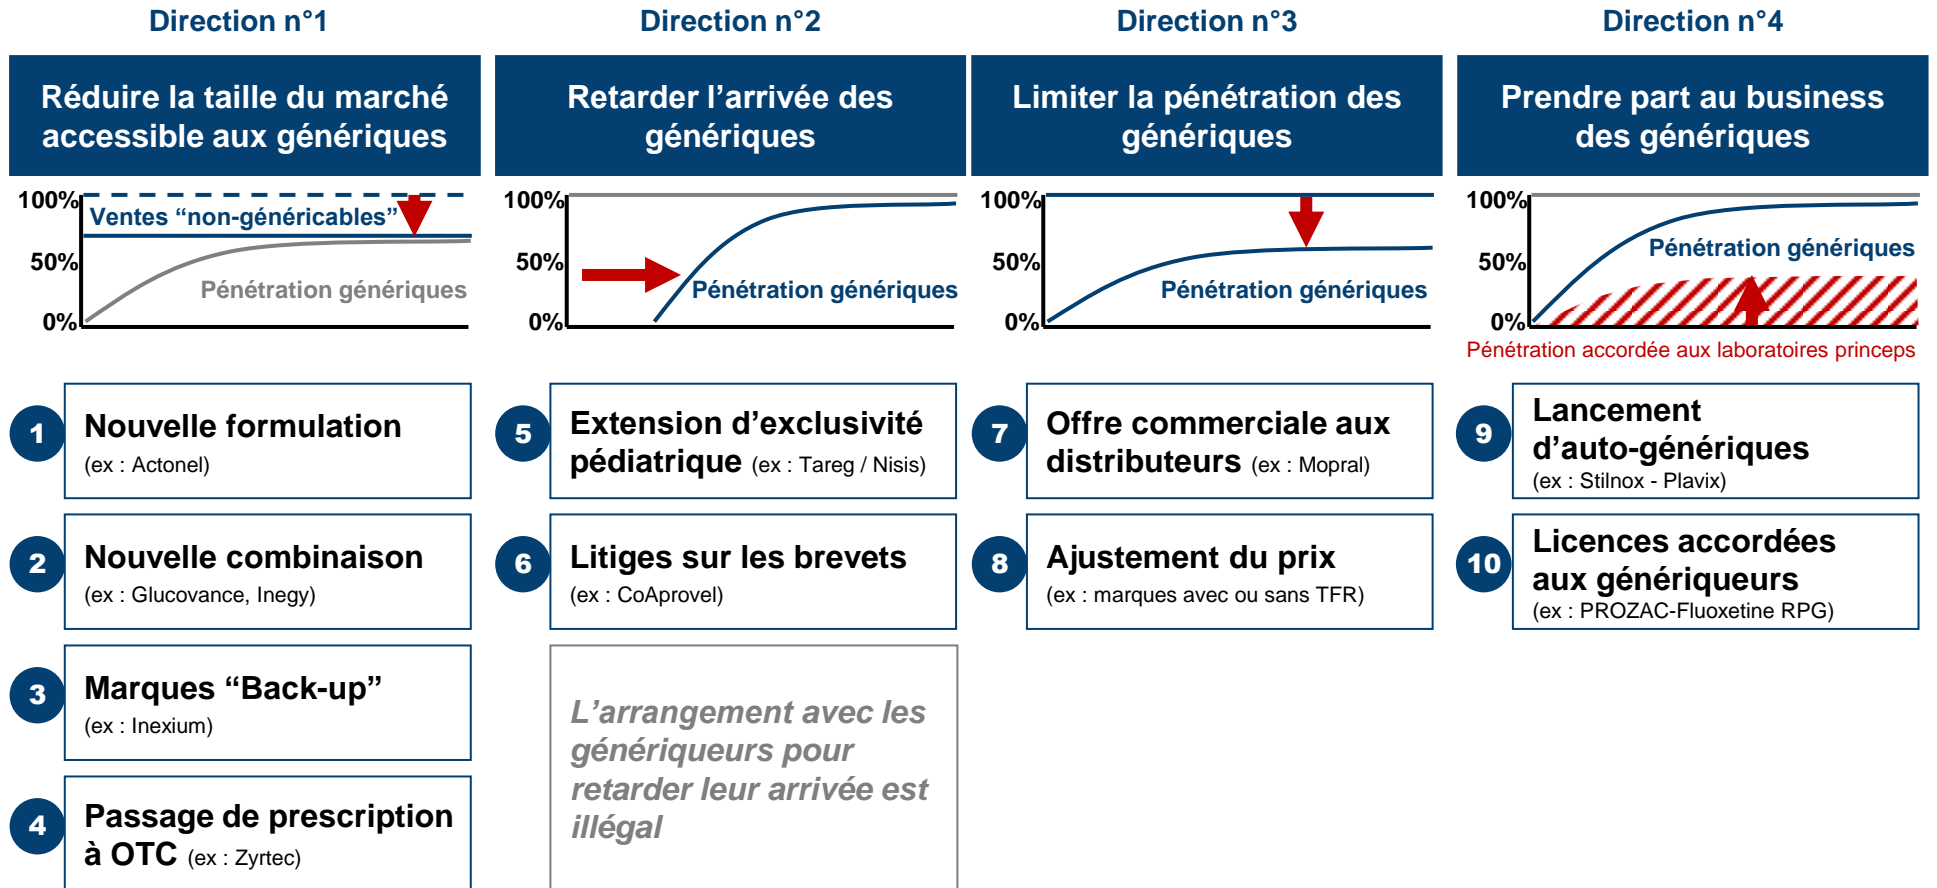 Direction n°1
Réduire la taille du marché
accessible aux génériques
100%
Ventes “non-généricables”
50%
Pénétration génériques
0%
1
Nouvelle formulation
(ex : Actonel)
2
Nouvelle combinaison
(ex : Glucovance, Inegy)
3
Marques “Back-up”
(ex : Inexium)
4
Passage de prescription
à OTC (ex : Zyrtec)
Direction n°2
Retarder l’arrivée des
génériques
100%
50%
Pénétration génériques
0%
5
Extension d’exclusivité
pédiatrique (ex : Tareg / Nisis)
6
Litiges sur les brevets
(ex : CoAprovel)
L’arrangement avec les
génériqueurs pour
retarder leur arrivée est
illégal
Direction n°3
Limiter la pénétration des
génériques
100%
50%
Pénétration génériques
0%
7
Offre commerciale aux
distributeurs (ex : Mopral)
8
Ajustement du prix
(ex : marques avec ou sans TFR)
Direction n°4
Prendre part au business
des génériques
100%
Pénétration génériques
50%
0%
Pénétration accordée aux laboratoires princeps
9
Lancement
d’auto-génériques
(ex : Stilnox - Plavix)
10
Licences accordées
aux génériqueurs
(ex : PROZAC-Fluoxetine RPG)